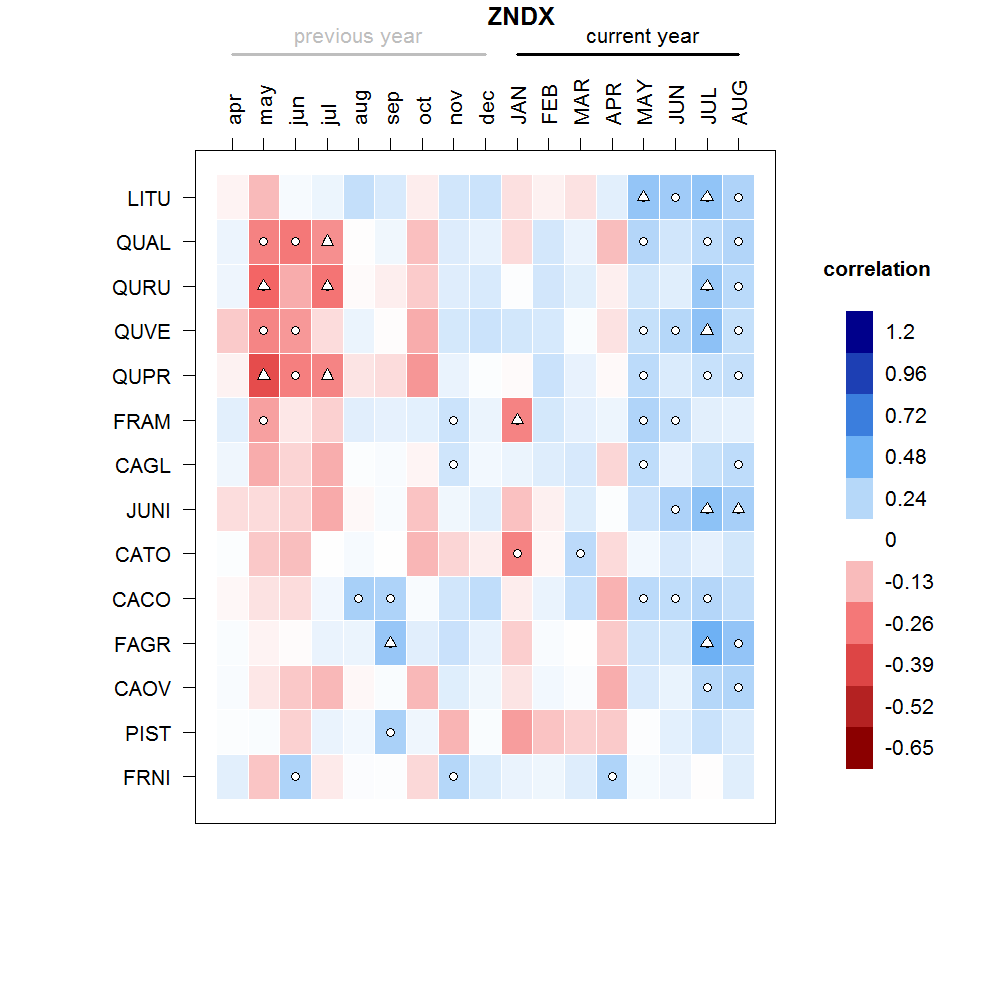 ZNDX
previous year current year
apr may jun jul aug sep oct nov dec JAN FEB MAR APR MAY JUN JUL AUG
LITU
QUAL
QURU
QUVE
QUPR
FRAM
CAGL
JUNI
CATO
CACO
FAGR
CAOV
PIST
FRNI
correlation
1.2
0.96
0.72
0.48
0.24
0
-0.13
-0.26
-0.39
-0.52
-0.65